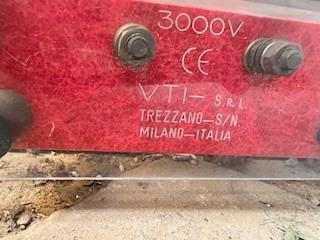 3000V
CE
VTI- S.R.L.
TREZZANO-S/N.
MILANO-ITALIA